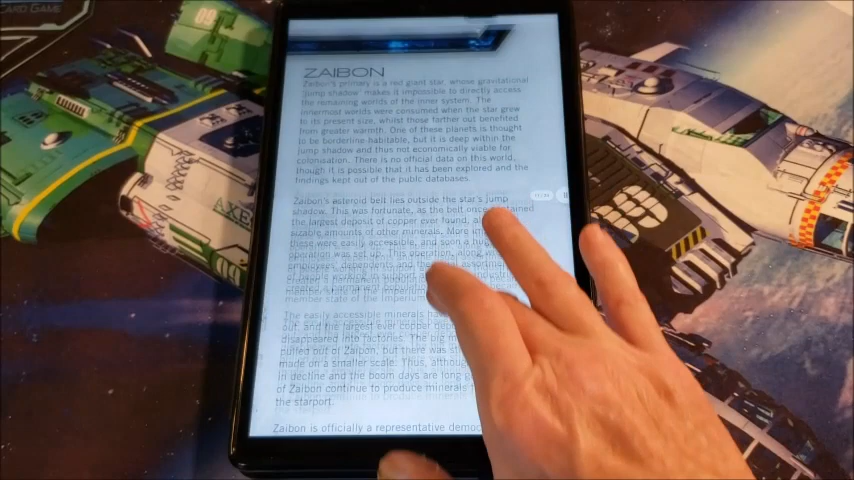 CARD GAME
09
ZAIBON
Zaibon's primary is a red giant star, whose gravitational
'jump shadow' makes it impossible to directly access
the remaining worlds of the inner system. The
innermost worlds were consumed when the star grew
to its present size, whilst those farther out benefited
from greater warmth. One of these planets is thought
to be borderline habitable, but it is deep within the
jump shadow and thus not economically viable for
colonisation. There is no official data on this world,
though it is possible that it has been explored and the
findings kept out of the public databases.
Zaibon's asteroid belt lies outside the star's jump
shadow. This was fortunate, as the belt once contained
the largest deposit of copper ever found,
sizable amounts of other minerals. More
these were easily accessible, and soon a
operation was set up. This operation, along
employees, dependents and
member state of the Imperium
The easily accessible minerals
out, and the largest ever copper
disappeared into factories. The big
pulled out of Zaibon, but there was
made on a smaller scale. Thus,
in decline and the boom days are long
of Zaibon continue to produce minerals
the starport.
Zaibon is officially a representative
AXE